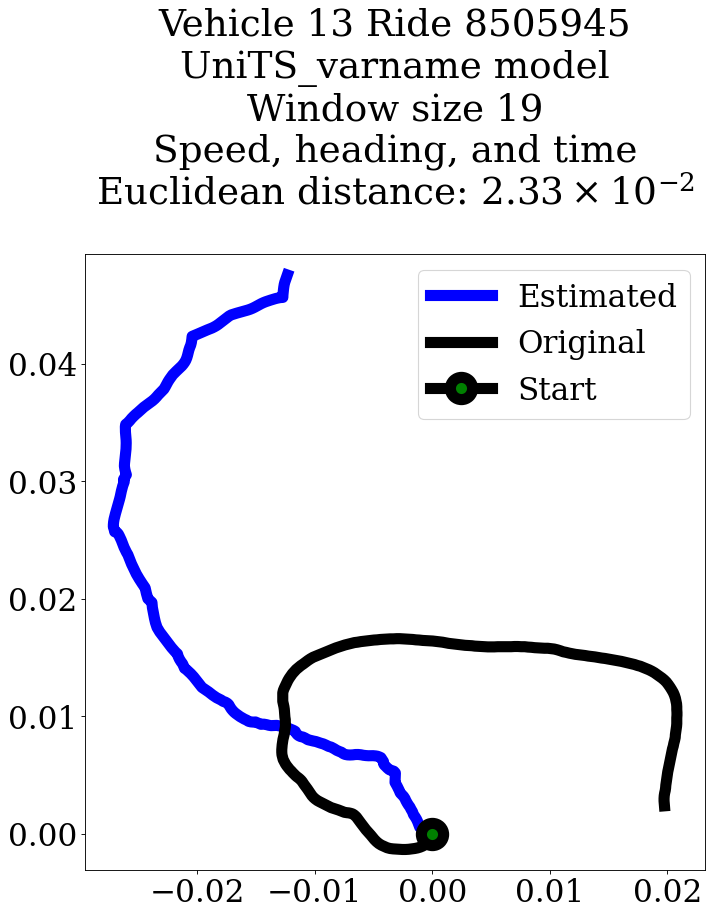 Vehicle 13 Ride 8505945
UniTS_varname model
Window size 19
Speed, heading, and time
Euclidean distance: 2.33 × 10⁻²
Estimated
Original
Start
0.04
0.03
0.02
0.01
0.00
−0.02 −0.01 0.00 0.01 0.02